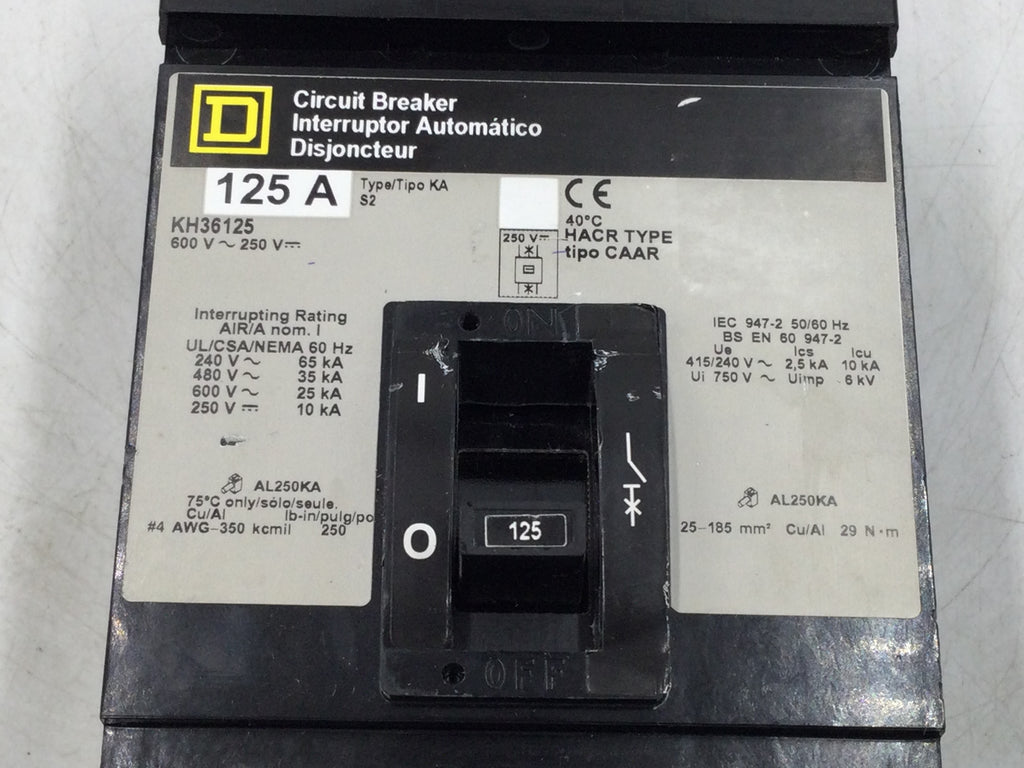 D
Circuit Breaker
Interruptor Automático
Disjoncteur
125 A
Type/Tipo KA
S2
KH36125
600 V ~ 250 V ⎓
CE
40°C
HACR TYPE
tipo CAAR
250 V ⎓
Interrupting Rating
AIR/A nom. I
UL/CSA/NEMA 60 Hz
240 V ~ 65 kA
480 V ~ 35 kA
600 V ~ 25 kA
250 V ⎓ 10 kA
AL250KA
75°C only/sólo/seule.
Cu/Al lb-in/pulg/po
#4 AWG-350 kcmil 250
ON
I
O
125
OFF
IEC 947-2 50/60 Hz
BS EN 60 947-2
Ue Ics Icu
415/240 V ~ 2,5 kA 10 kA
Ui 750 V ~ Uimp 6 kV
AL250KA
25-185 mm² Cu/Al 29 N·m